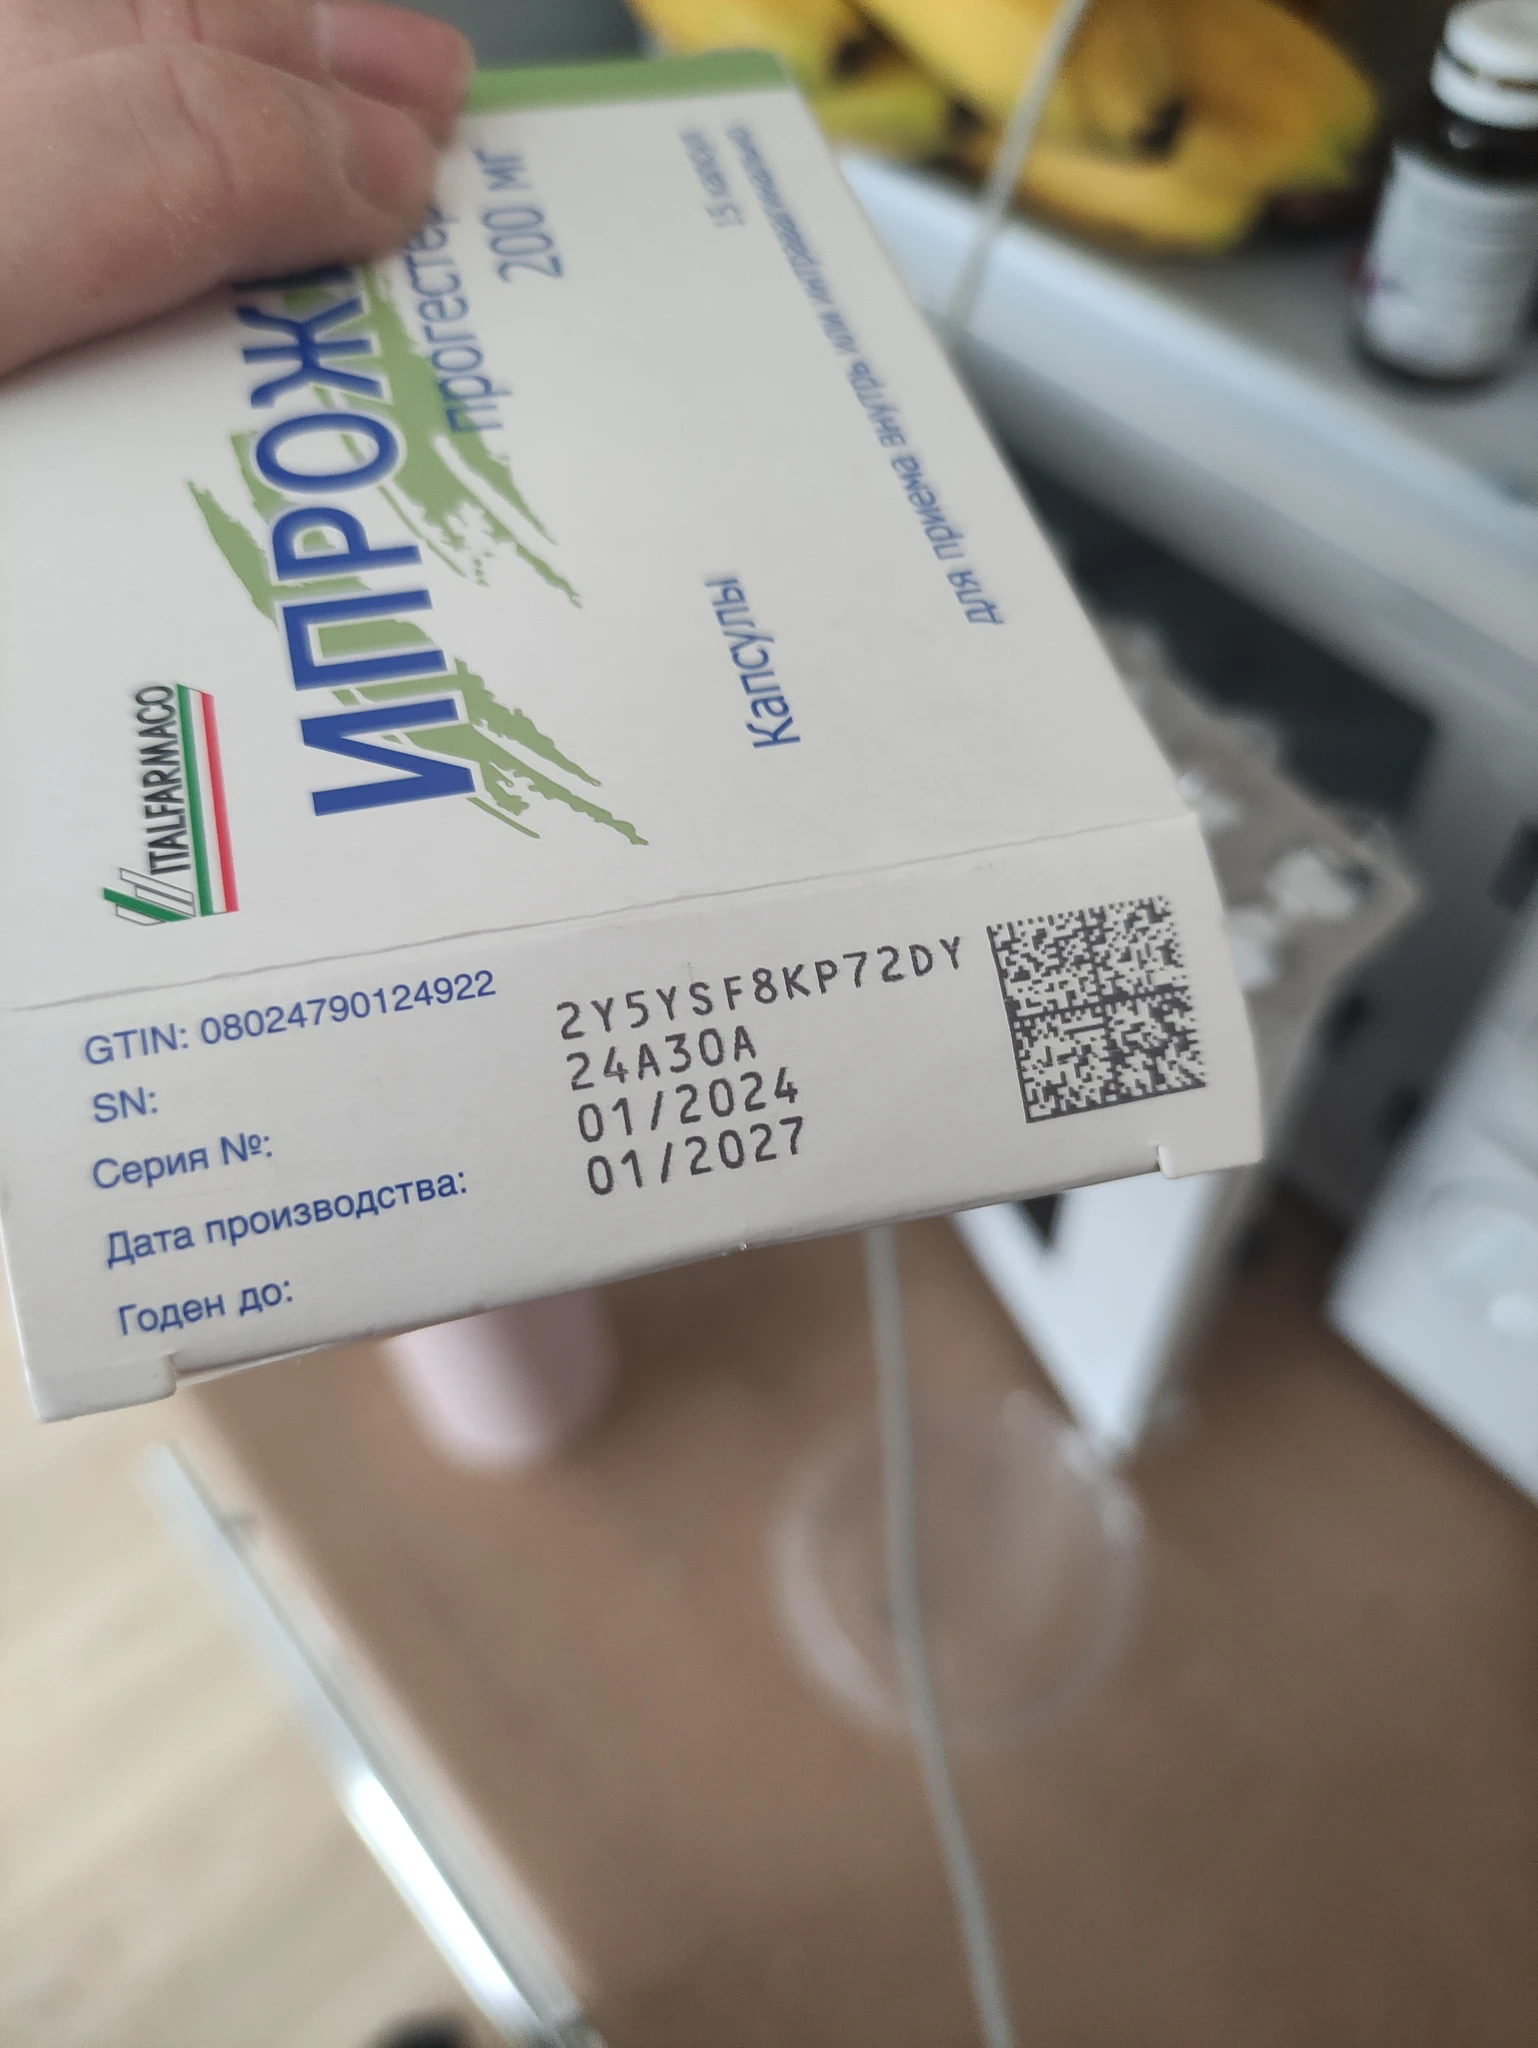 ITALFARMACO
ИПРОЖ
прогестер
200 мг
Капсулы
15 капсул
Для приема внутрь или интравагинально
GTIN: 08024790124922
SN: 2Y5YSF8KP72DY
Серия №: 24A30A
Дата производства: 01/2024
Годен до: 01/2027